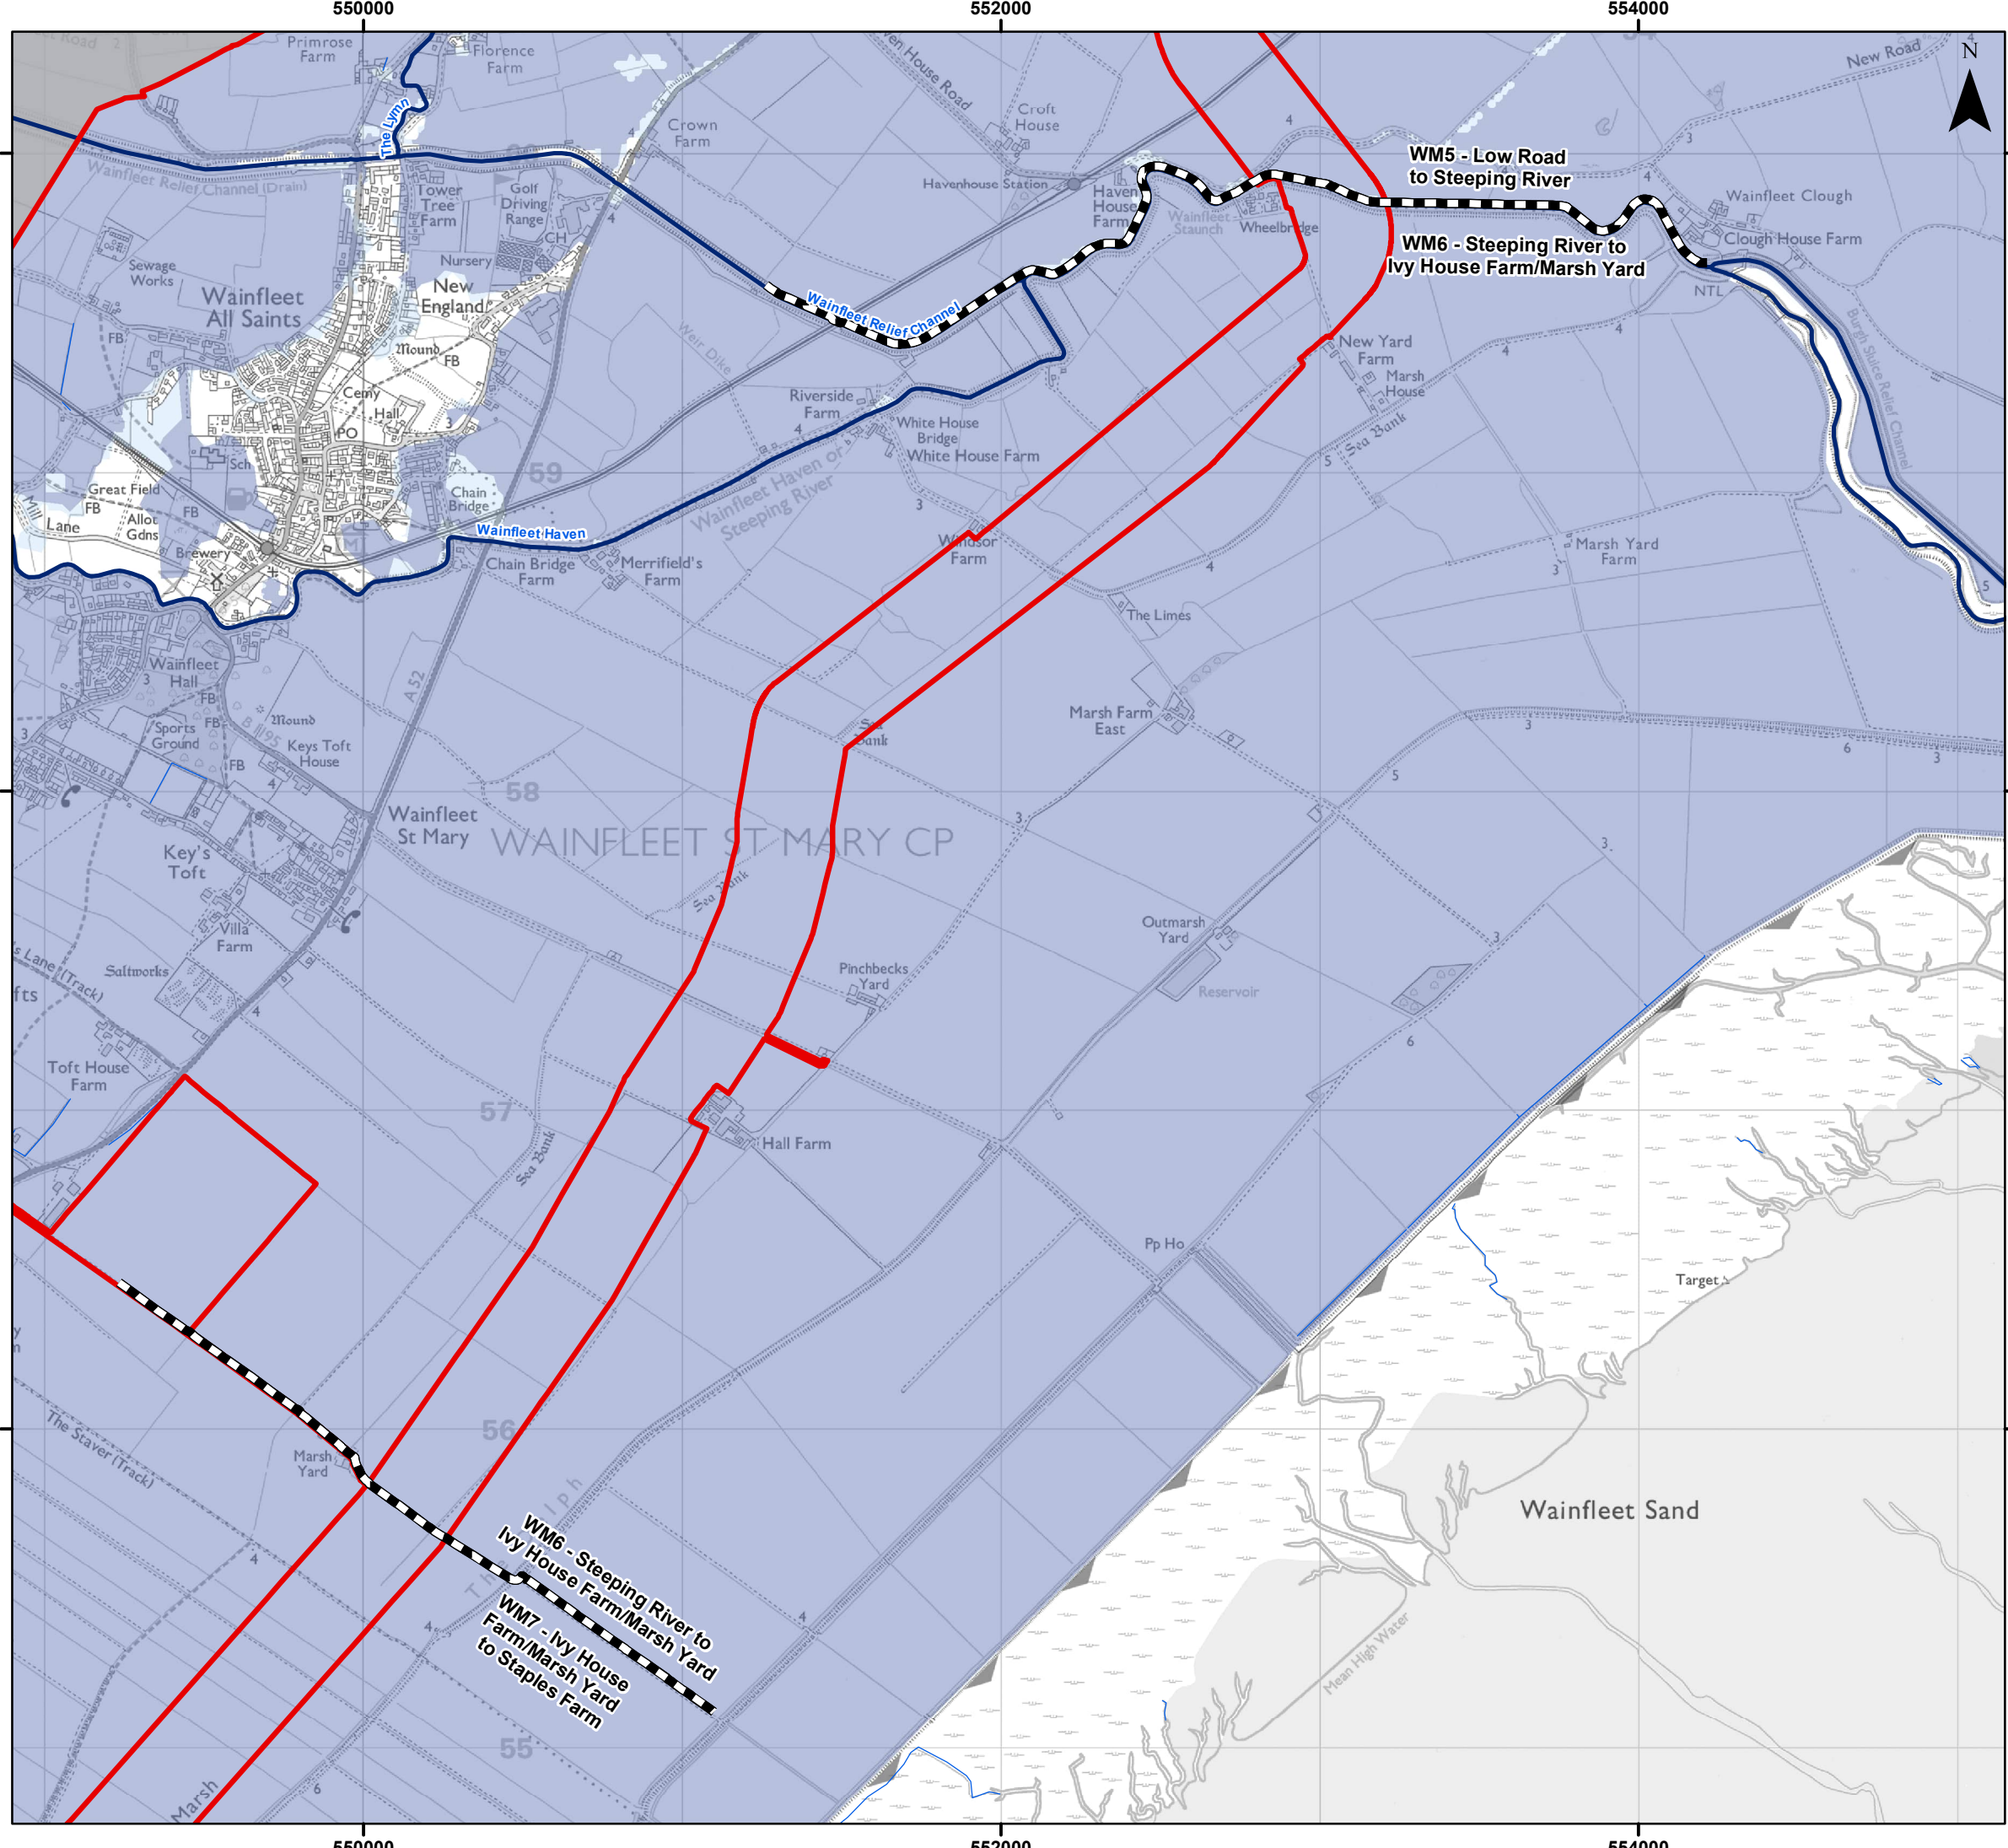 550000
552000
554000
N
Primrose
Farm
Florence
Farm
The Lymn
Crown
Farm
Croft
House
New Road
Wainfleet Relief Channel (Drain)
Tower
Tree
Farm
Golf
Driving
Range
CH
Nursery
Havenhouse Station
Haven
House
Farm
Wainfleet
Staunch
Wheelbridge
WM5 - Low Road
to Steeping River
WM6 - Steeping River to
Ivy House Farm/Marsh Yard
Wainfleet Clough
Clough House Farm
NTL
Burgh Sluice Relief Channel
Sewage
Works
Wainfleet
All Saints
New
England
Mound
FB
FB
Wainfleet Relief Channel
Weir Dike
New Yard
Farm
Marsh
House
Sea Bank
Cemy
Hall
PO
Sch
Riverside
Farm
White House
Bridge
White House Farm
59
Great Field
FB
FB
Allot
Gdns
Mill
Lane
Brewery
Chain
Bridge
Wainfleet Haven
Wainfleet Haven or
Steeping River
Chain Bridge
Farm
Merrifield's
Farm
Windsor
Farm
The Limes
Marsh Yard
Farm
Wainfleet
Hall
FB
Sports
Ground
FB
FB
Mound
Keys Toft
House
A 52
Sea
Bank
Marsh Farm
East
58
Wainfleet
St Mary
WAINFLEET ST MARY CP
Key's
Toft
Sea Bank
Villa
Farm
Saltworks
s Lane (Track)
fts
Outmarsh
Yard
Reservoir
Pinchbecks
Yard
Toft House
Farm
57
Hall Farm
Sea Bank
Pp Ho
Target
56
The Staver (Track)
Marsh
Yard
Wainfleet Sand
WM6 - Steeping River to
Ivy House Farm/Marsh Yard
WM7 - Ivy House
Farm/Marsh Yard
to Staples Farm
Mean High Water
55
Marsh
550000
552000
554000